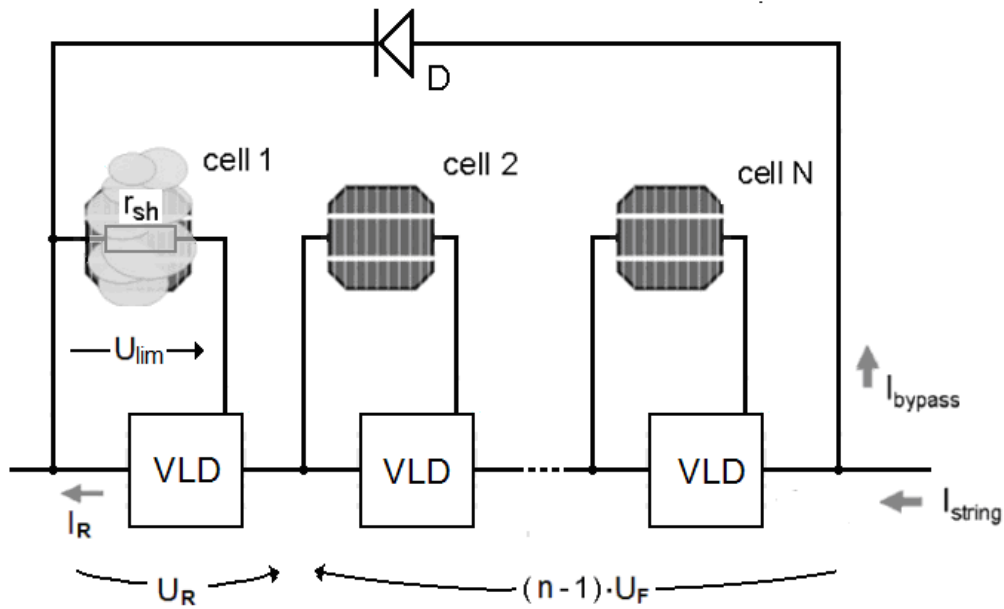 D
cell 1
cell 2
cell N
r_sh
U_lim
I_bypass
VLD
VLD
VLD
I_R
I_string
U_R
(n-1)·U_F